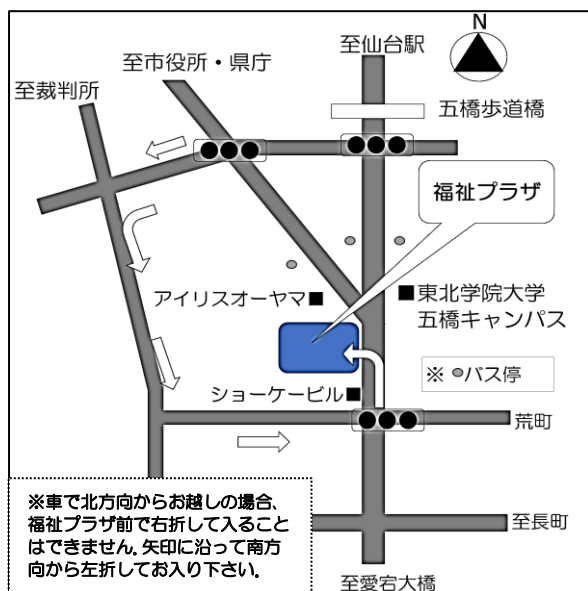 N
至仙台駅
至市役所・県庁
至裁判所
五橋歩道橋
福祉プラザ
アイリスオーヤマ■
■東北学院大学
五橋キャンパス
※ バス停
ショーケービル■
荒町
※車で北方向からお越しの場合、
福祉プラザ前で右折して入ること
はできません。矢印に沿って南方
向から左折してお入り下さい。
至長町
至愛宕大橋